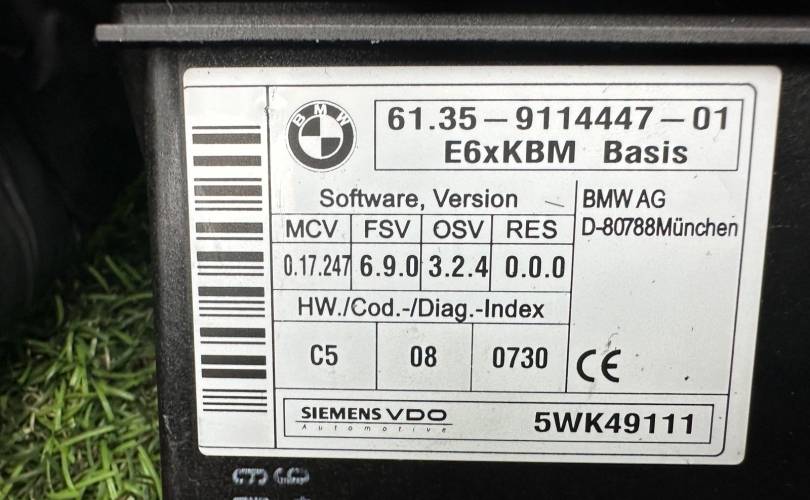 BMW
61.35-9114447-01
E6xKBM Basis
Software, Version
BMW AG
D-80788München
MCV FSV OSV RES
0.17.247 6.9.0 3.2.4 0.0.0
HW./Cod.-/Diag.-Index
C5 08 0730
CE
SIEMENS VDO
Automotive
5WK49111